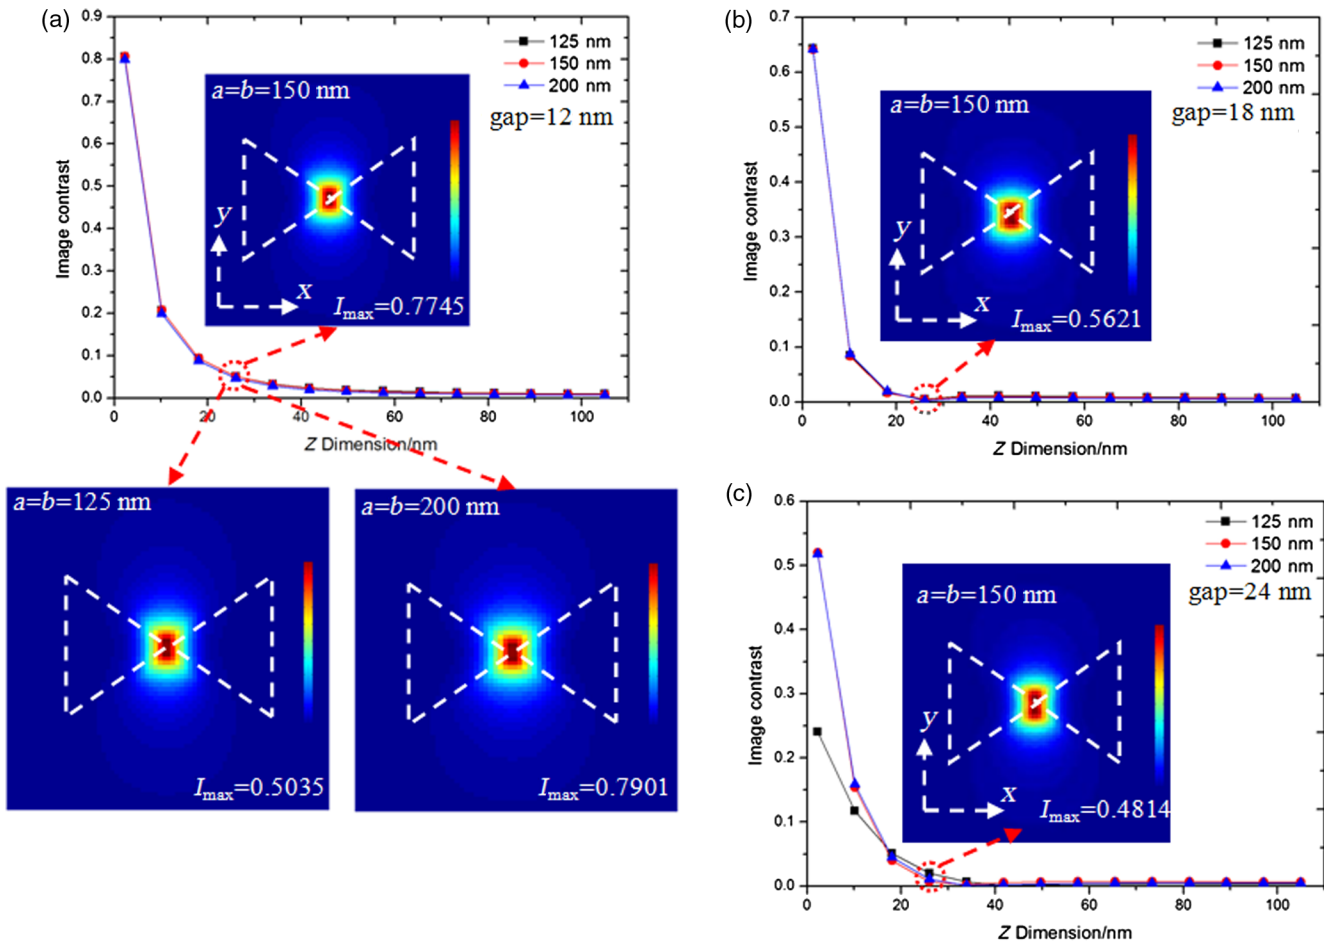 (a)
0.9
0.8
0.7
0.6
0.5
0.4
0.3
0.2
0.1
0.0
Image contrast
125 nm
150 nm
200 nm
gap=12 nm
a=b=150 nm
y
x
Imax=0.7745
0 20 40 60 80 100
Z Dimension/nm
a=b=125 nm
Imax=0.5035
a=b=200 nm
Imax=0.7901
(b)
0.7
0.6
0.5
0.4
0.3
0.2
0.1
0.0
Image contrast
125 nm
150 nm
200 nm
gap=18 nm
a=b=150 nm
y
x
Imax=0.5621
0 20 40 60 80 100
Z Dimension/nm
(c)
0.6
0.5
0.4
0.3
0.2
0.1
0.0
Image contrast
125 nm
150 nm
200 nm
gap=24 nm
a=b=150 nm
y
x
Imax=0.4814
0 20 40 60 80 100
Z Dimension/nm